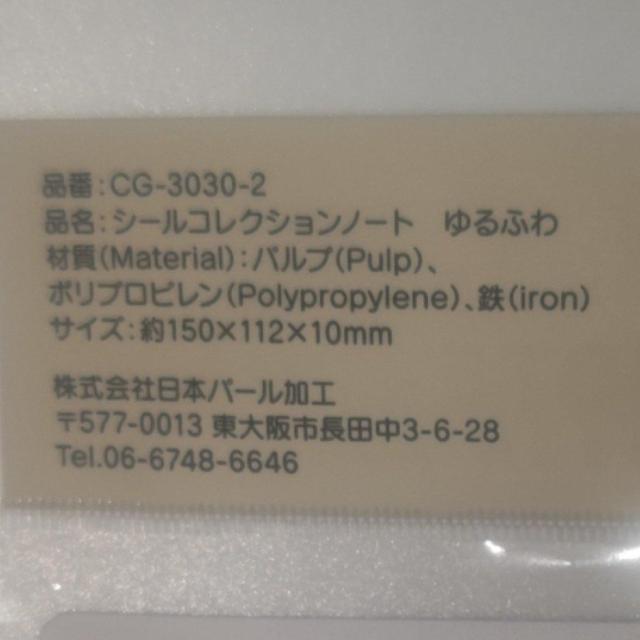 品番:CG-3030-2
品名:シールコレクションノート　ゆるふわ
材質(Material):パルプ(Pulp)、
ポリプロピレン(Polypropylene)、鉄(iron)
サイズ:約150×112×10mm
株式会社日本パール加工
〒577-0013 東大阪市長田中3-6-28
Tel.06-6748-6646